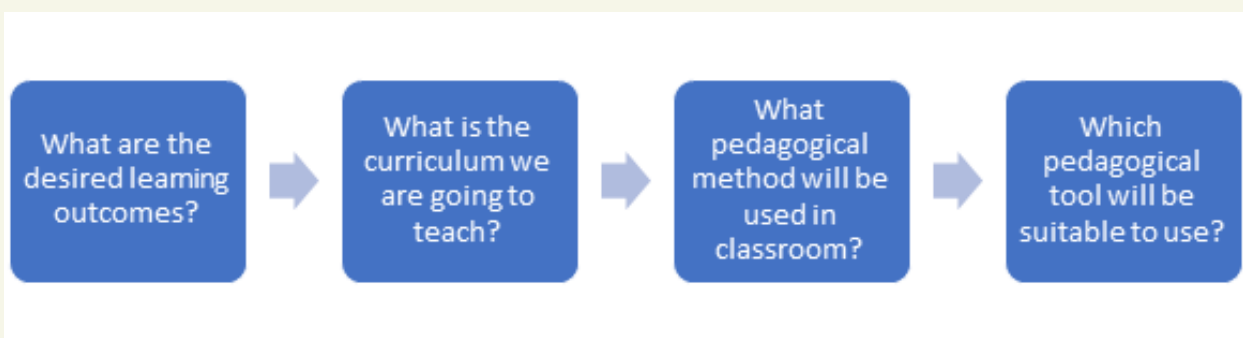 What are the
desired learning
outcomes?
What is the
curriculum we
are going to
teach?
What
pedagogical
method will be
used in
classroom?
Which
pedagogical
tool will be
suitable to use?